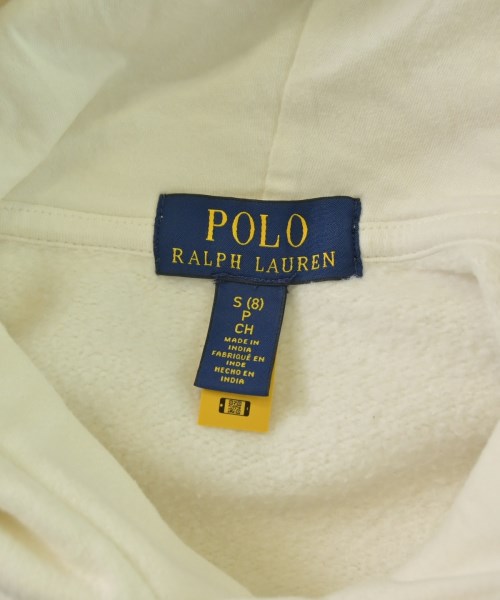 POLO
RALPH LAUREN
S (8)
P
CH
MADE IN
INDIA
FABRIQUÉ EN
INDE
HECHO EN
INDIA